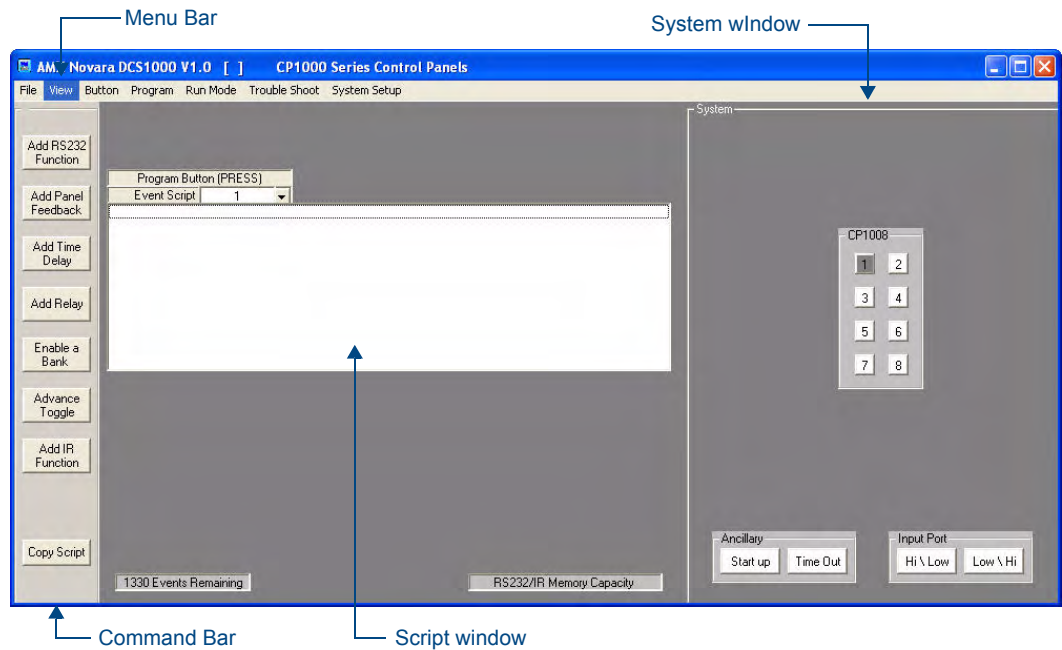 Menu Bar
System wIndow
AMX Novara DCS1000 V1.0 [ ] CP1000 Series Control Panels
File View Button Program Run Mode Trouble Shoot System Setup
System
Add RS232
Function
Program Button (PRESS)
Event Script 1
Add Panel
Feedback
Add Time
Delay
Add Relay
Enable a
Bank
Advance
Toggle
Add IR
Function
Copy Script
CP1008
1 2
3 4
5 6
7 8
Ancillary
Start up Time Out
Input Port
Hi \ Low Low \ Hi
1330 Events Remaining
RS232/IR Memory Capacity
Command Bar
Script window